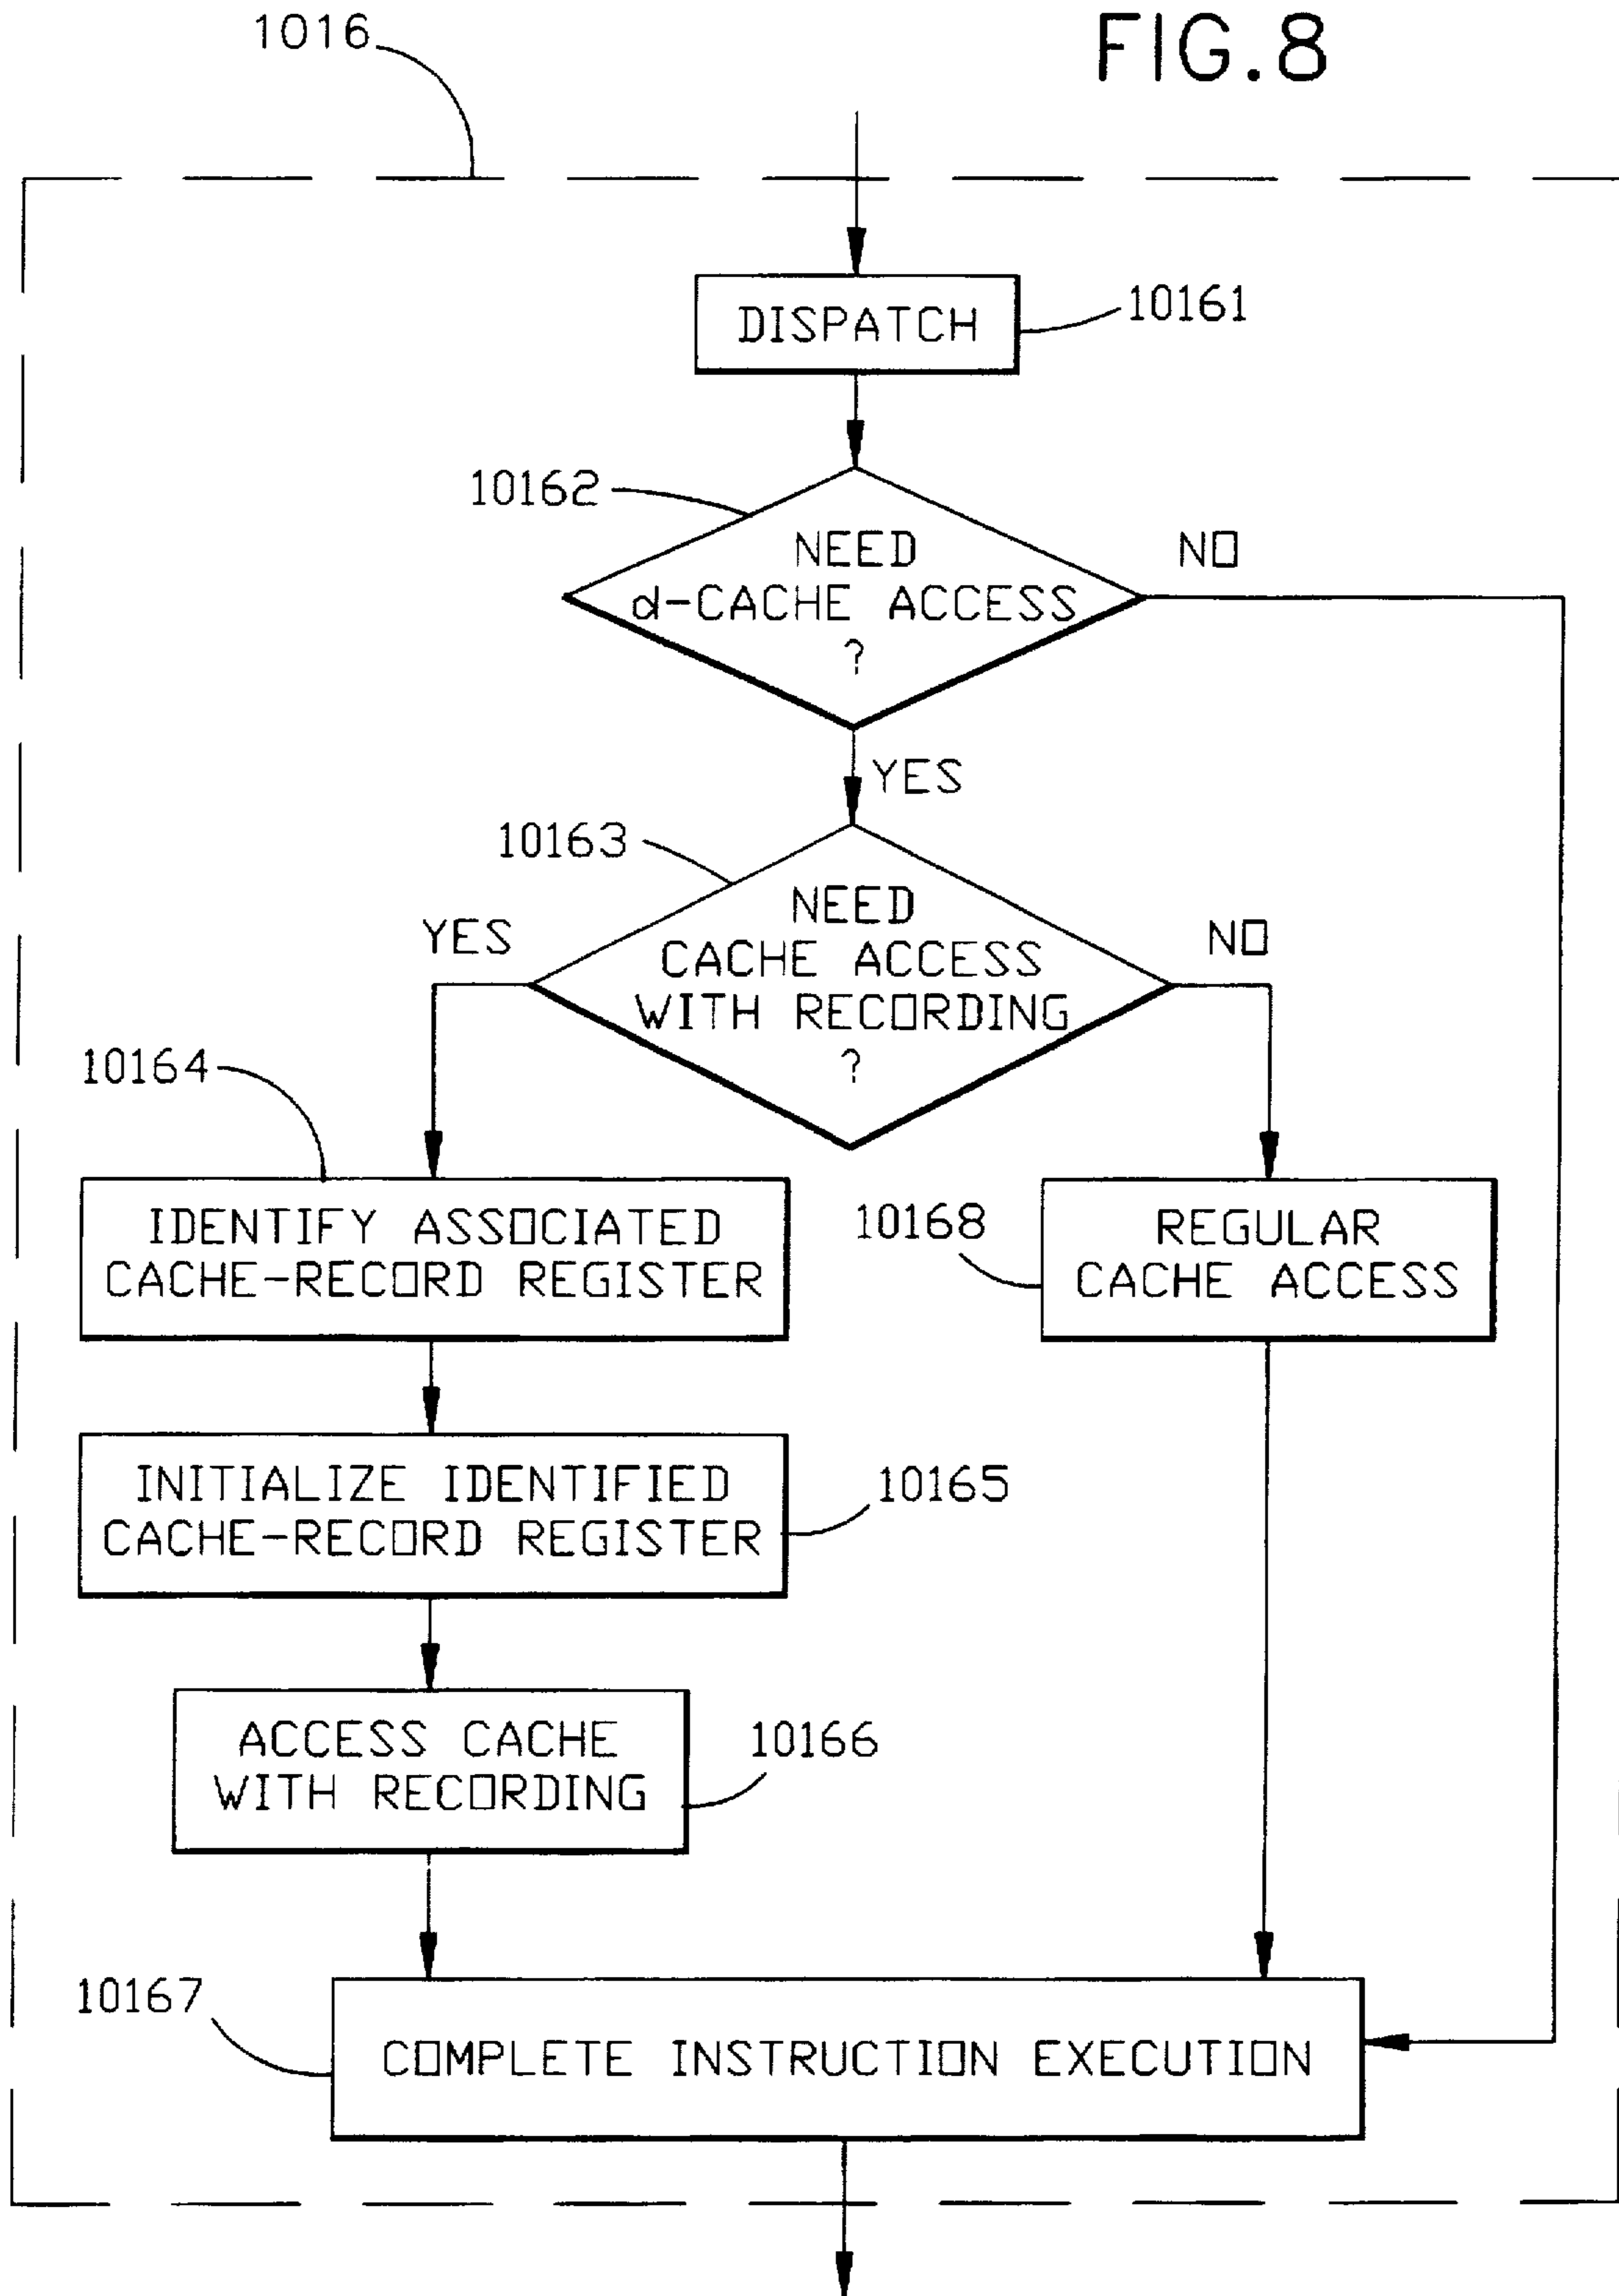 1016
FIG.8
DISPATCH
10161
10162
NEED
d-CACHE ACCESS
?
NO
YES
10163
NEED
CACHE ACCESS
WITH RECORDING
?
YES
NO
10164
IDENTIFY ASSOCIATED
CACHE-RECORD REGISTER
10168
REGULAR
CACHE ACCESS
INITIALIZE IDENTIFIED
CACHE-RECORD REGISTER
10165
ACCESS CACHE
WITH RECORDING
10166
10167
COMPLETE INSTRUCTION EXECUTION